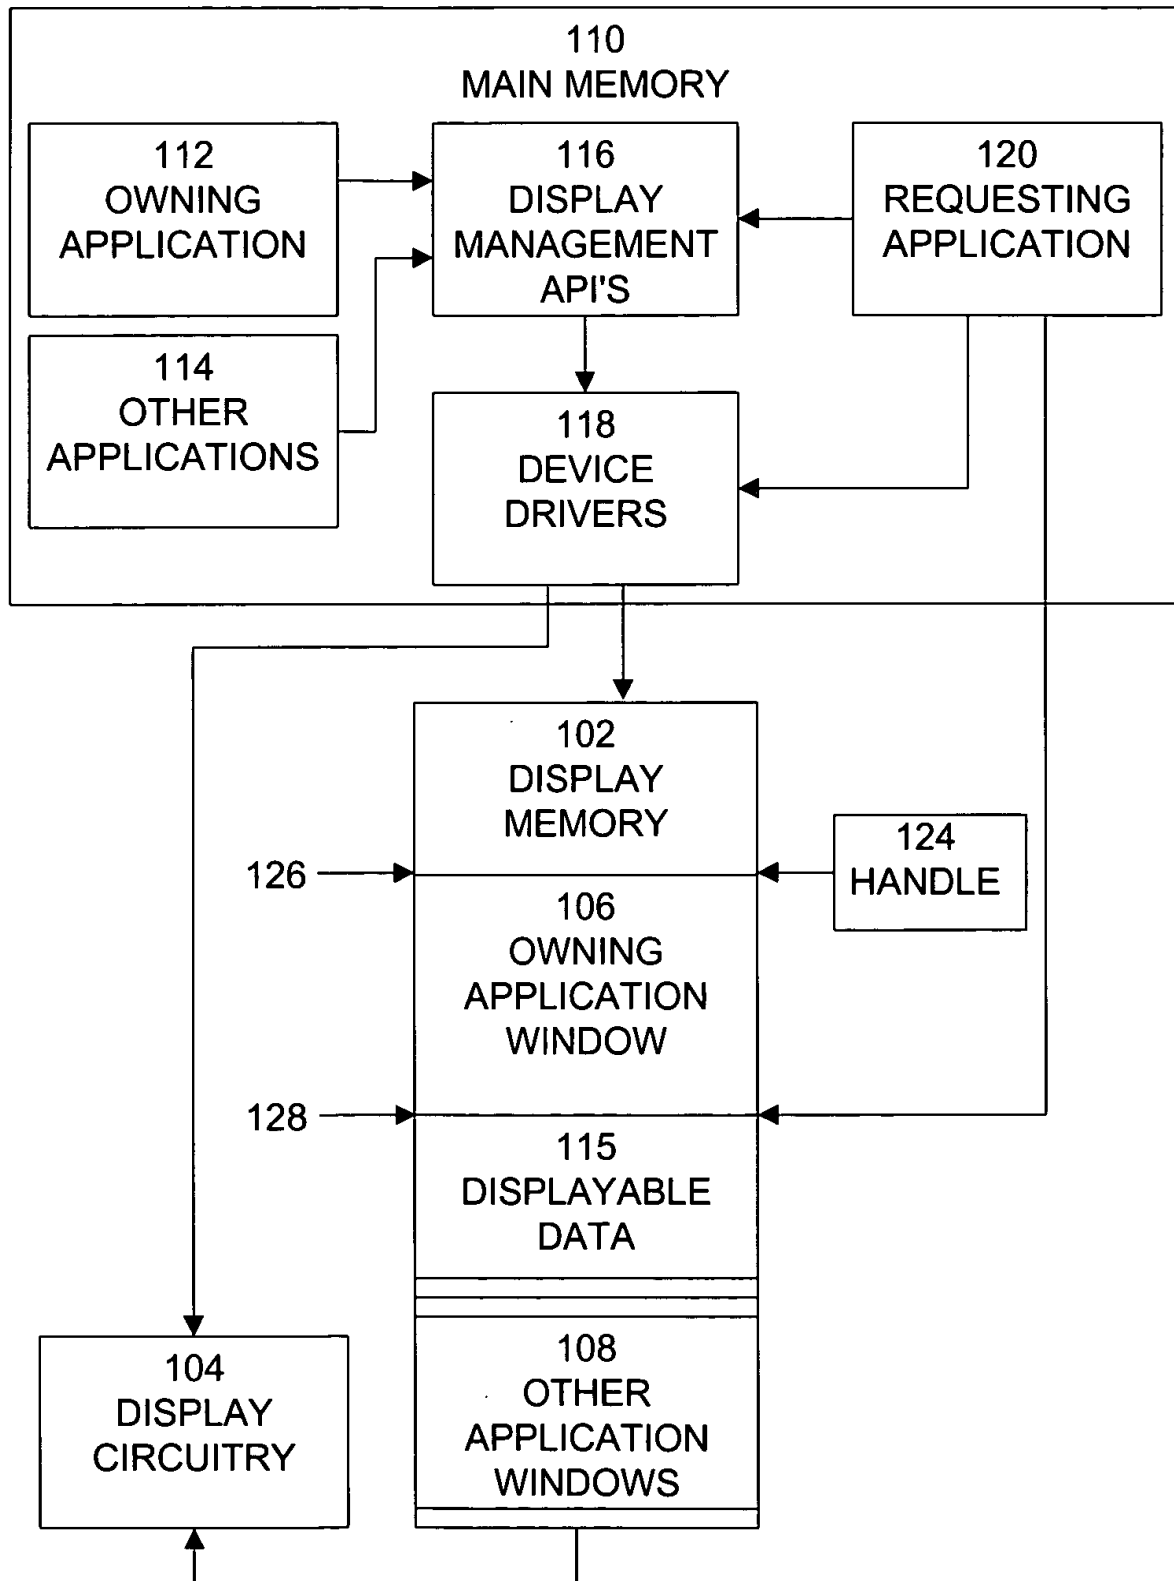 110
MAIN MEMORY
112
OWNING
APPLICATION
116
DISPLAY
MANAGEMENT
API'S
120
REQUESTING
APPLICATION
114
OTHER
APPLICATIONS
118
DEVICE
DRIVERS
102
DISPLAY
MEMORY
124
HANDLE
126
106
OWNING
APPLICATION
WINDOW
128
115
DISPLAYABLE
DATA
104
DISPLAY
CIRCUITRY
108
OTHER
APPLICATION
WINDOWS